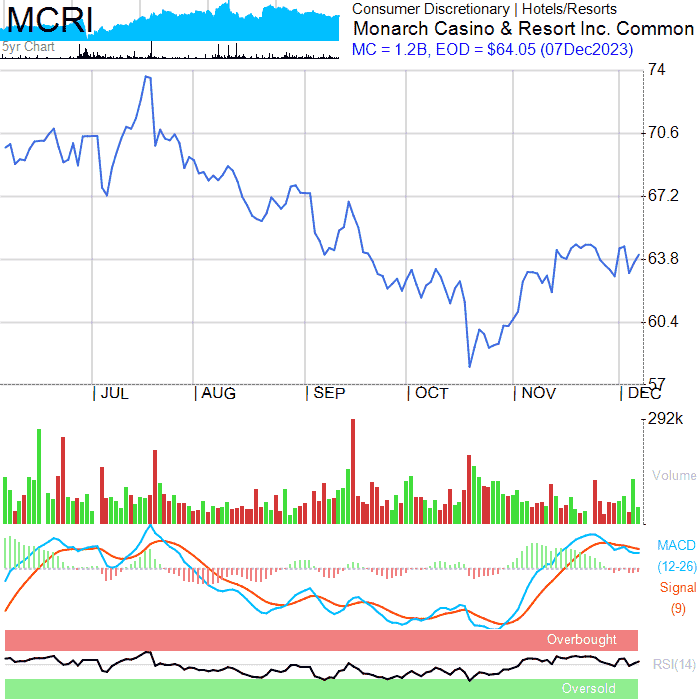 MCRI
5yr Chart
Consumer Discretionary | Hotels/Resorts
Monarch Casino & Resort Inc. Common
MC = 1.2B, EOD = $64.05 (07Dec2023)
74
70.6
67.2
63.8
60.4
57
JUL
AUG
SEP
OCT
NOV
DEC
292k
Volume
MACD
(12-26)
Signal
(9)
Overbought
RSI(14)
Oversold